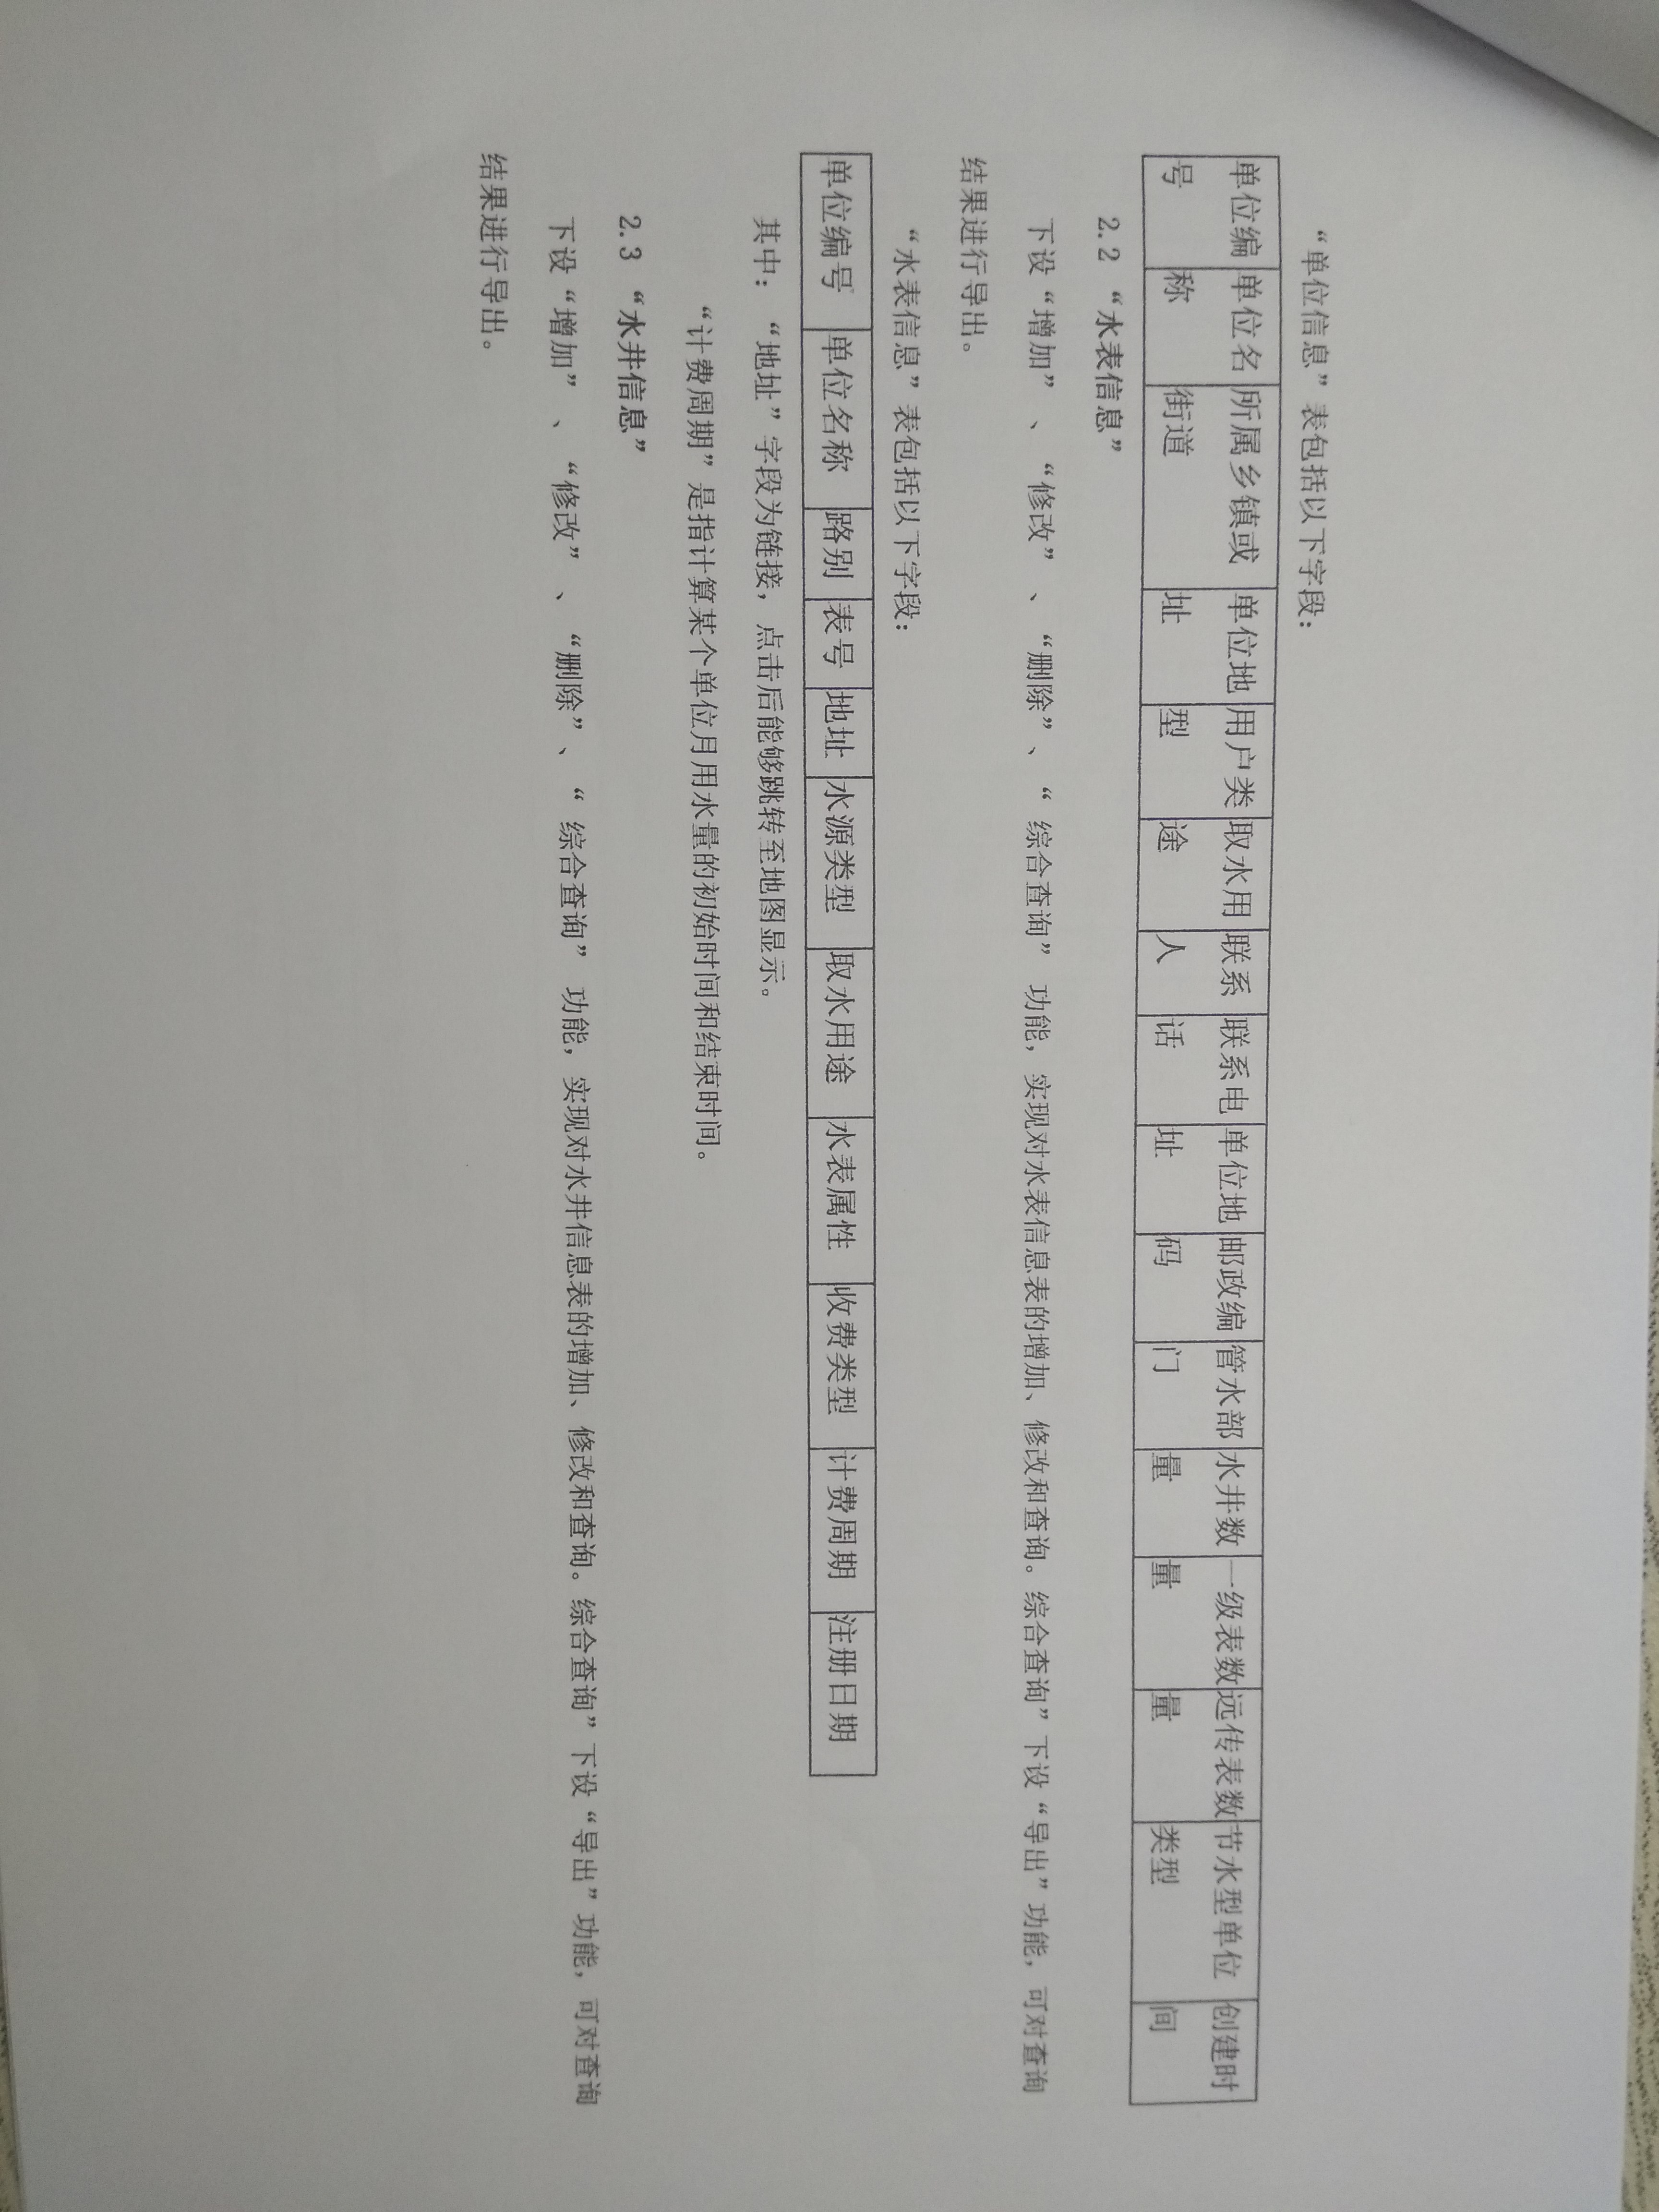 “单位信息”表包括以下字段：
单位编 单位名 所属乡镇或 单位地 用户类 取水用 联系 联系电 单位地 邮政编 管水部 水井数 一级表数 远传表数 节水型单位 创建时
号 称 街道 址 型 途 人 话 址 码 门 量 量 量 类型 间
2.2 “水表信息”
下设“增加” 、“修改” 、“删除”、“ 综合查询” 功能，实现对水表信息表的增加、修改和查询。综合查询”下设“导出”功能，可对查询
结果进行导出。
“水表信息”表包括以下字段：
单位编号 单位名称 路别 表号 地址 水源类型 取水用途 水表属性 收费类型 计费周期 注册日期
其中：“地址”字段为链接，点击后能够跳转至地图显示。
“计费周期”是指计算某个单位月用水量的初始时间和结束时间。
2.3 “水井信息”
下设“增加” 、“修改” 、“删除”、“ 综合查询” 功能，实现对水井信息表的增加、修改和查询。综合查询”下设“导出”功能，可对查询
结果进行导出。